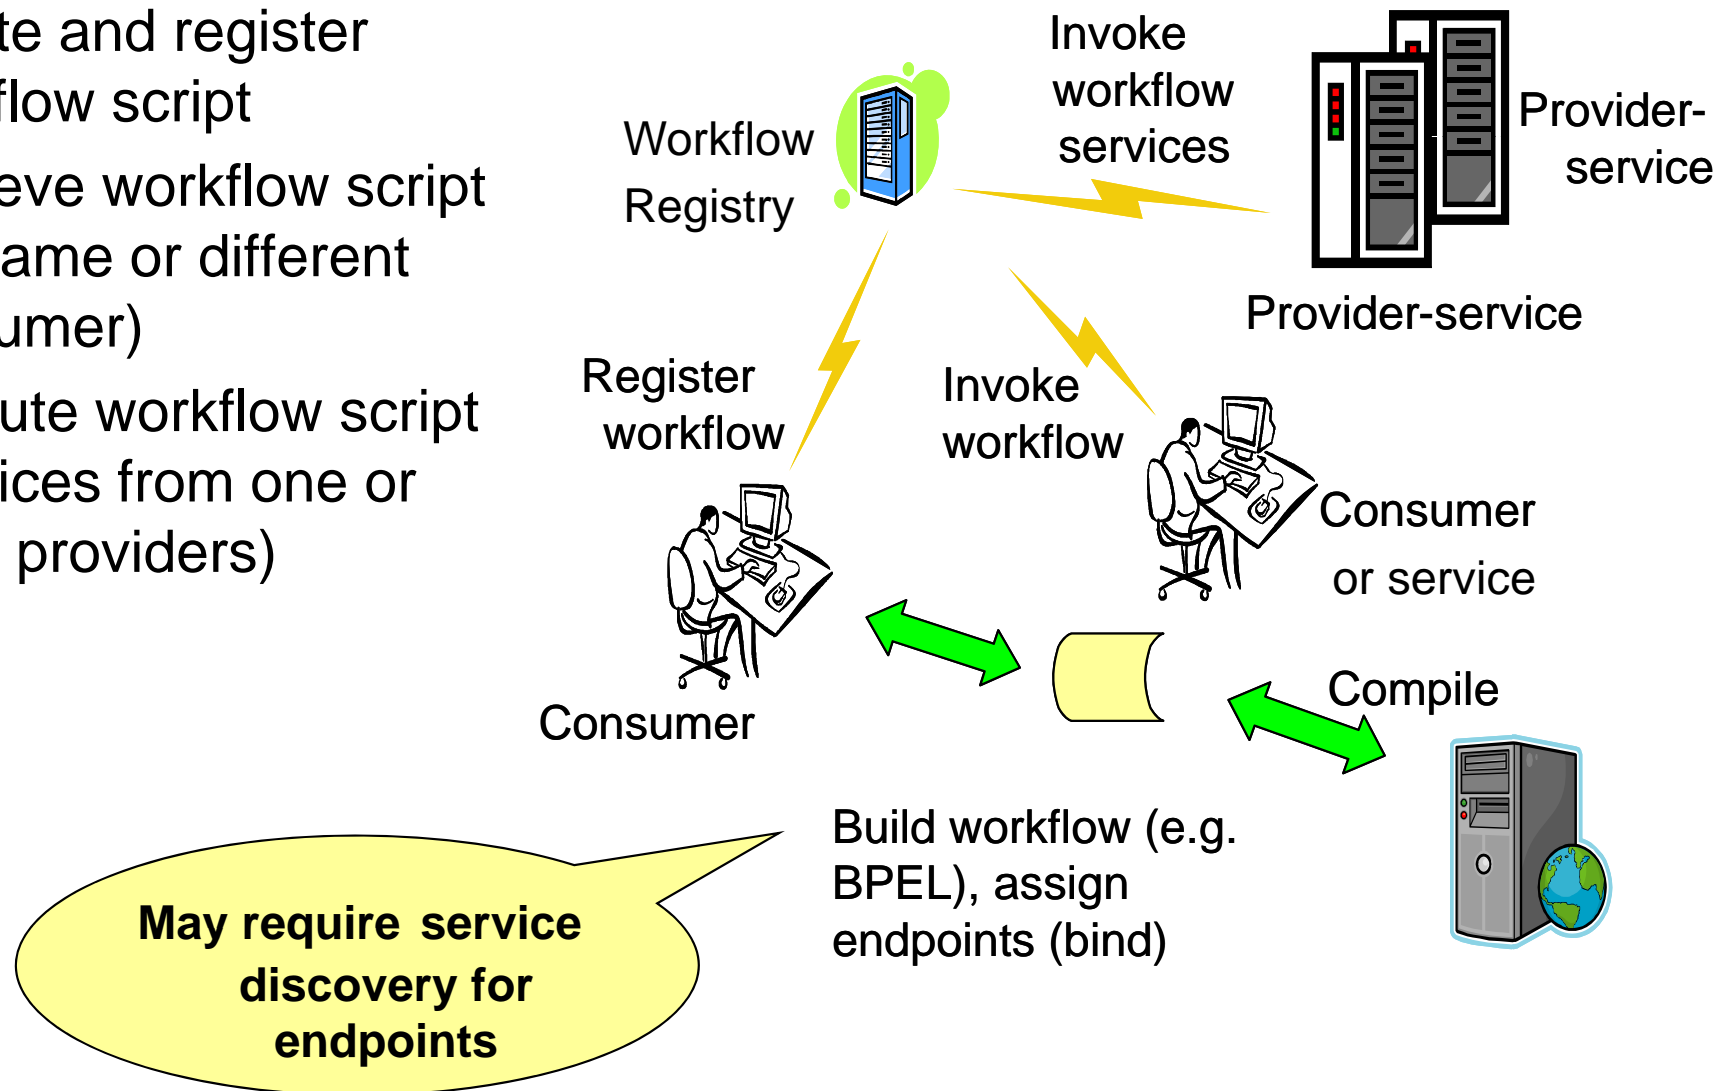 te and register
flow script
eve workflow script
ame or different
umer)
ute workflow script
ices from one or
providers)
Workflow
Registry
Invoke
workflow
services
Provider-
service
Provider-service
Register
workflow
Invoke
workflow
Consumer
or service
Consumer
Compile
Build workflow (e.g.
BPEL), assign
endpoints (bind)
May require service
discovery for
endpoints